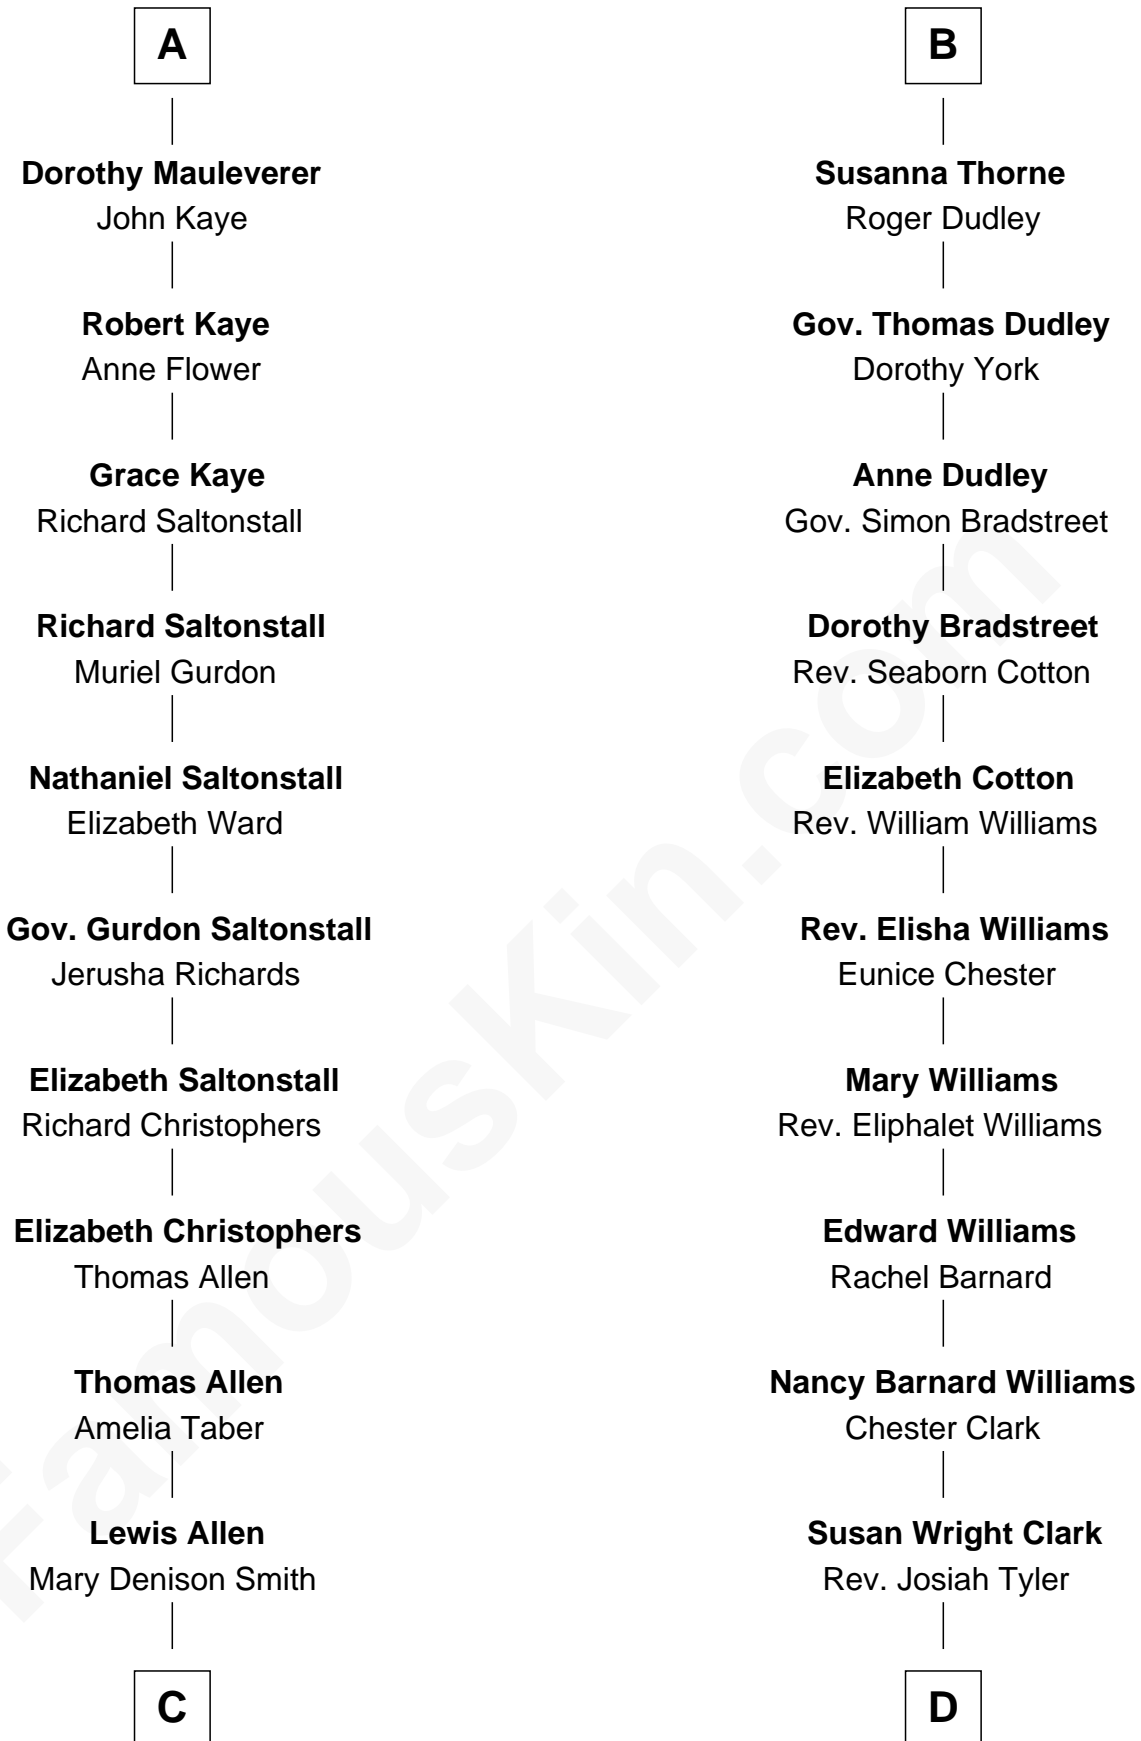 A
Dorothy Mauleverer
John Kaye
Robert Kaye
Anne Flower
Grace Kaye
Richard Saltonstall
Richard Saltonstall
Muriel Gurdon
Nathaniel Saltonstall
Elizabeth Ward
Gov. Gurdon Saltonstall
Jerusha Richards
Elizabeth Saltonstall
Richard Christophers
Elizabeth Christophers
Thomas Allen
Thomas Allen
Amelia Taber
Lewis Allen
Mary Denison Smith
C
B
Susanna Thorne
Roger Dudley
Gov. Thomas Dudley
Dorothy York
Anne Dudley
Gov. Simon Bradstreet
Dorothy Bradstreet
Rev. Seaborn Cotton
Elizabeth Cotton
Rev. William Williams
Rev. Elisha Williams
Eunice Chester
Mary Williams
Rev. Eliphalet Williams
Edward Williams
Rachel Barnard
Nancy Barnard Williams
Chester Clark
Susan Wright Clark
Rev. Josiah Tyler
D
FamousKin.com